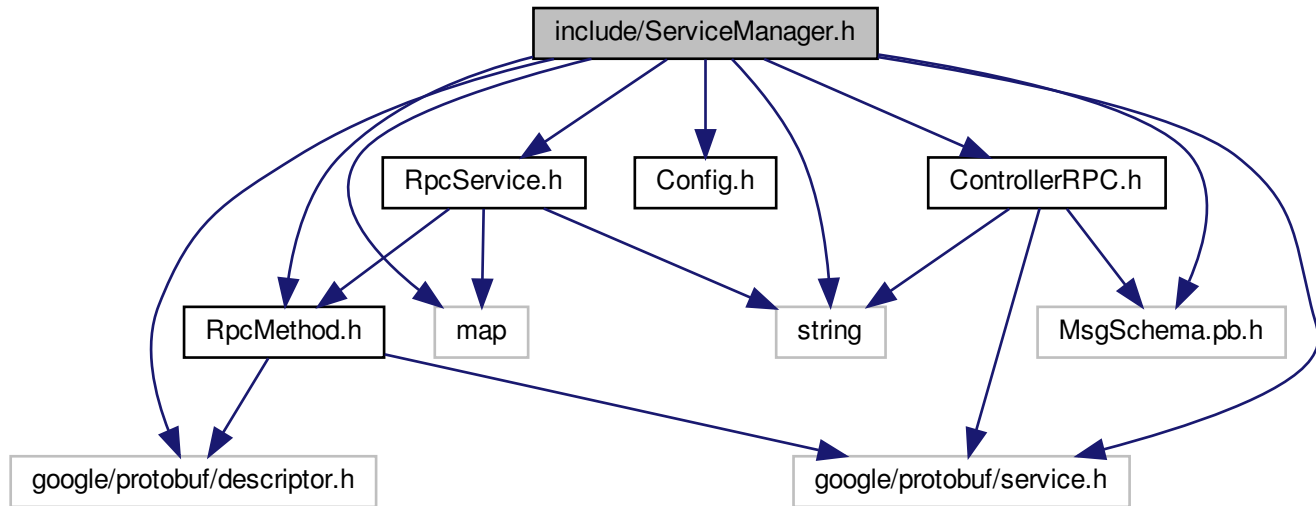 include/ServiceManager.h
RpcService.h
Config.h
ControllerRPC.h
RpcMethod.h
map
string
MsgSchema.pb.h
google/protobuf/descriptor.h
google/protobuf/service.h